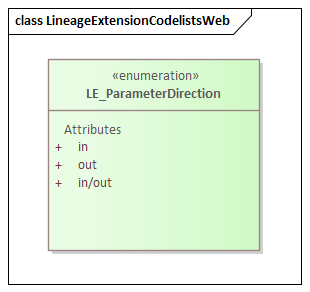 class LineageExtensionCodelistsWeb
«enumeration»
LE_ParameterDirection
Attributes
+ in
+ out
+ in/out